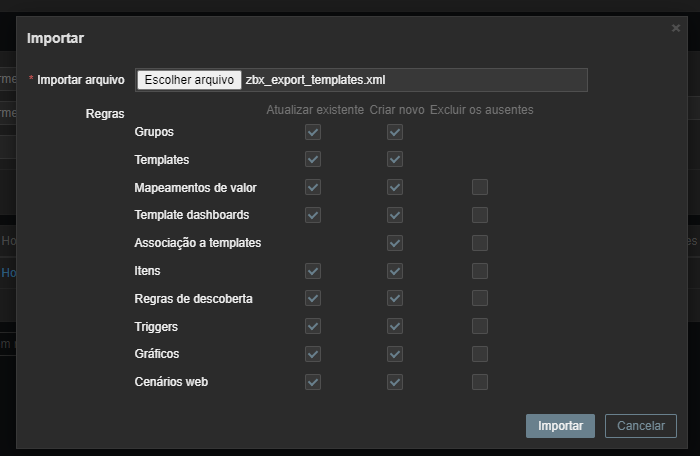 Importar
* Importar arquivo Escolher arquivo zbx_export_templates.xml
Regras Atualizar existente Criar novo Excluir os ausentes
Grupos
Templates
Mapeamentos de valor
Template dashboards
Associação a templates
Itens
Regras de descoberta
Triggers
Gráficos
Cenários web
Importar Cancelar